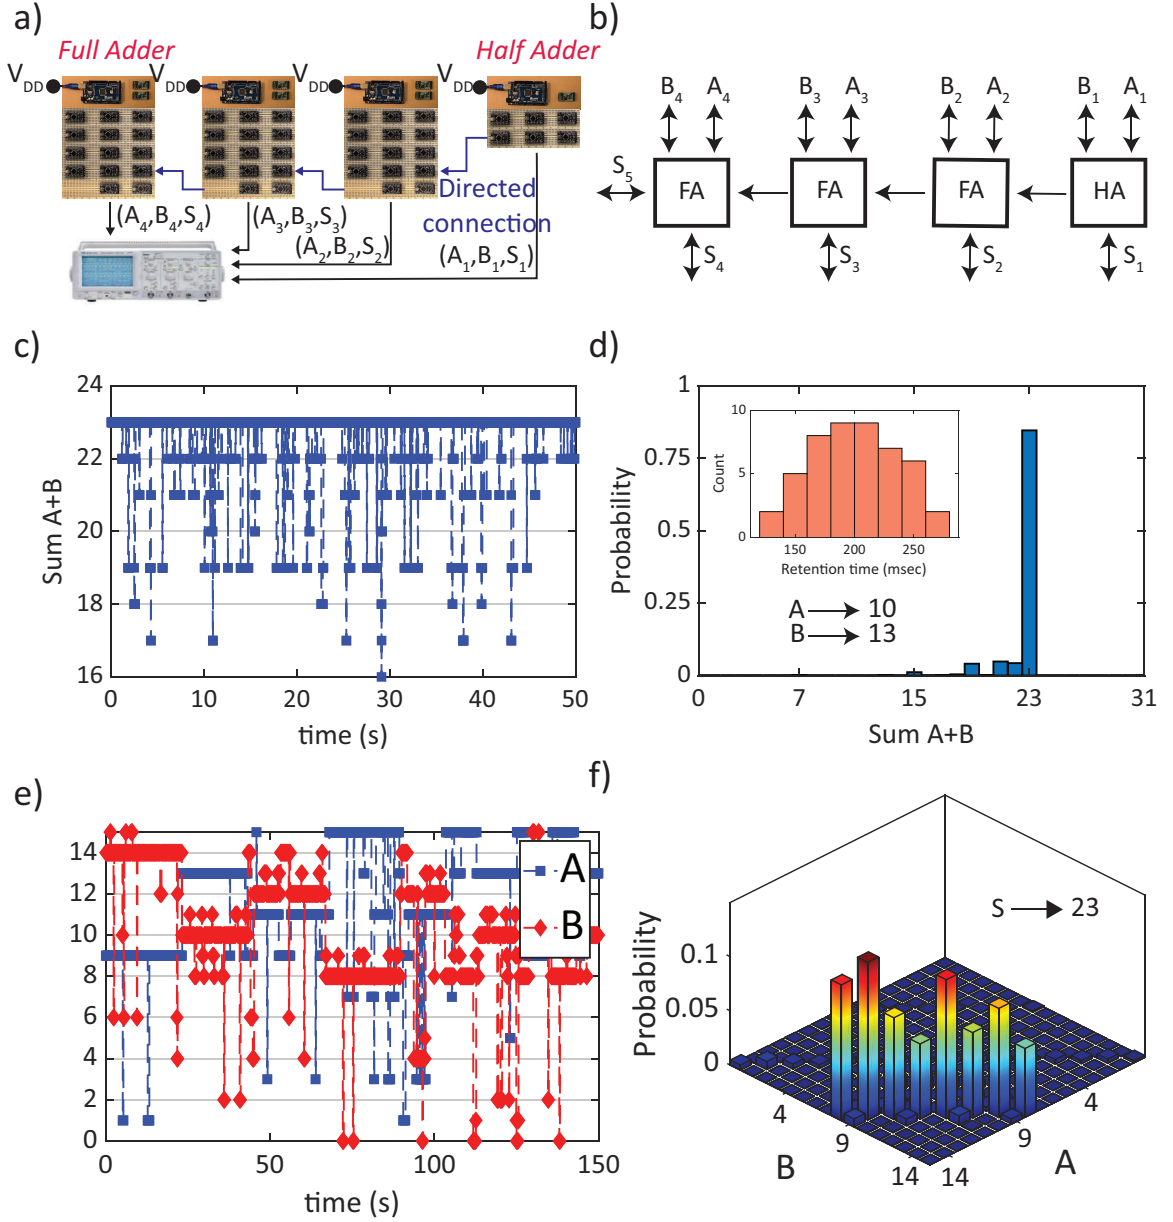 a)
Full Adder
Half Adder
V
DD
V
DD
V
DD
V
DD
Directed
connection
(A4,B4,S4)
(A3,B3,S3)
(A2,B2,S2)
(A1,B1,S1)
b)
B4 A4 B3 A3 B2 A2 B1 A1
S5
FA FA FA HA
S4 S3 S2 S1
c)
24
22
20
18
16
0 10 20 30 40 50
Sum A+B
time (s)
d)
1
0.75
0.5
0.25
0
0 7 15 23 31
Probability
Sum A+B
10
5
0
Count
150 200 250
Retention time (msec)
A 10
B 13
e)
14
12
10
8
6
4
2
0
0 50 100 150
time (s)
A
B
f)
S 23
Probability
0.1
0.05
0
4
9
14
B
14
9
4
A